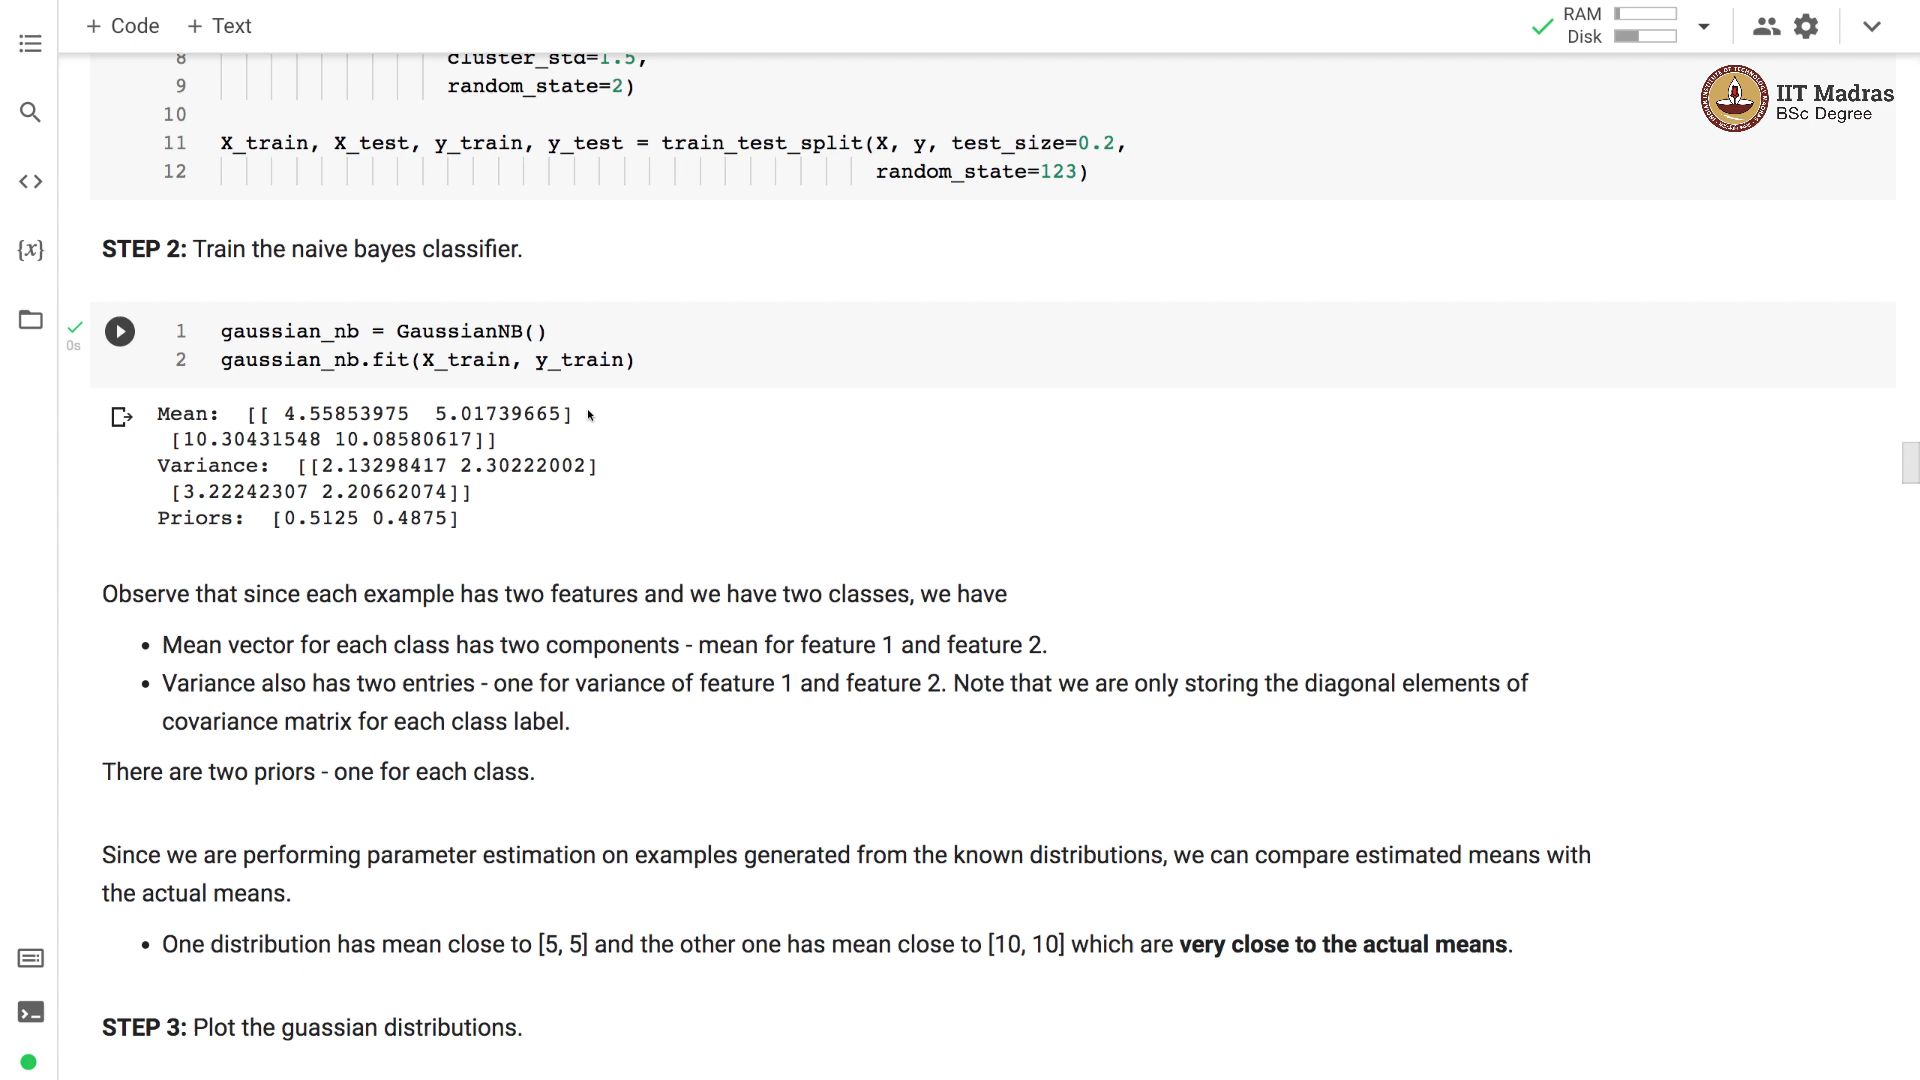 + Code + Text
RAM
Disk
8 cluster_std=1.5,
9 random_state=2)
10
11 X_train, X_test, y_train, y_test = train_test_split(X, y, test_size=0.2,
12 random_state=123)
IIT Madras
BSc Degree
STEP 2: Train the naive bayes classifier.
0s
1 gaussian_nb = GaussianNB()
2 gaussian_nb.fit(X_train, y_train)
Mean: [[ 4.55853975 5.01739665]
[10.30431548 10.08580617]]
Variance: [[2.13298417 2.30222002]
[3.22242307 2.20662074]]
Priors: [0.5125 0.4875]
Observe that since each example has two features and we have two classes, we have
• Mean vector for each class has two components - mean for feature 1 and feature 2.
• Variance also has two entries - one for variance of feature 1 and feature 2. Note that we are only storing the diagonal elements of
covariance matrix for each class label.
There are two priors - one for each class.
Since we are performing parameter estimation on examples generated from the known distributions, we can compare estimated means with
the actual means.
• One distribution has mean close to [5, 5] and the other one has mean close to [10, 10] which are very close to the actual means.
STEP 3: Plot the guassian distributions.